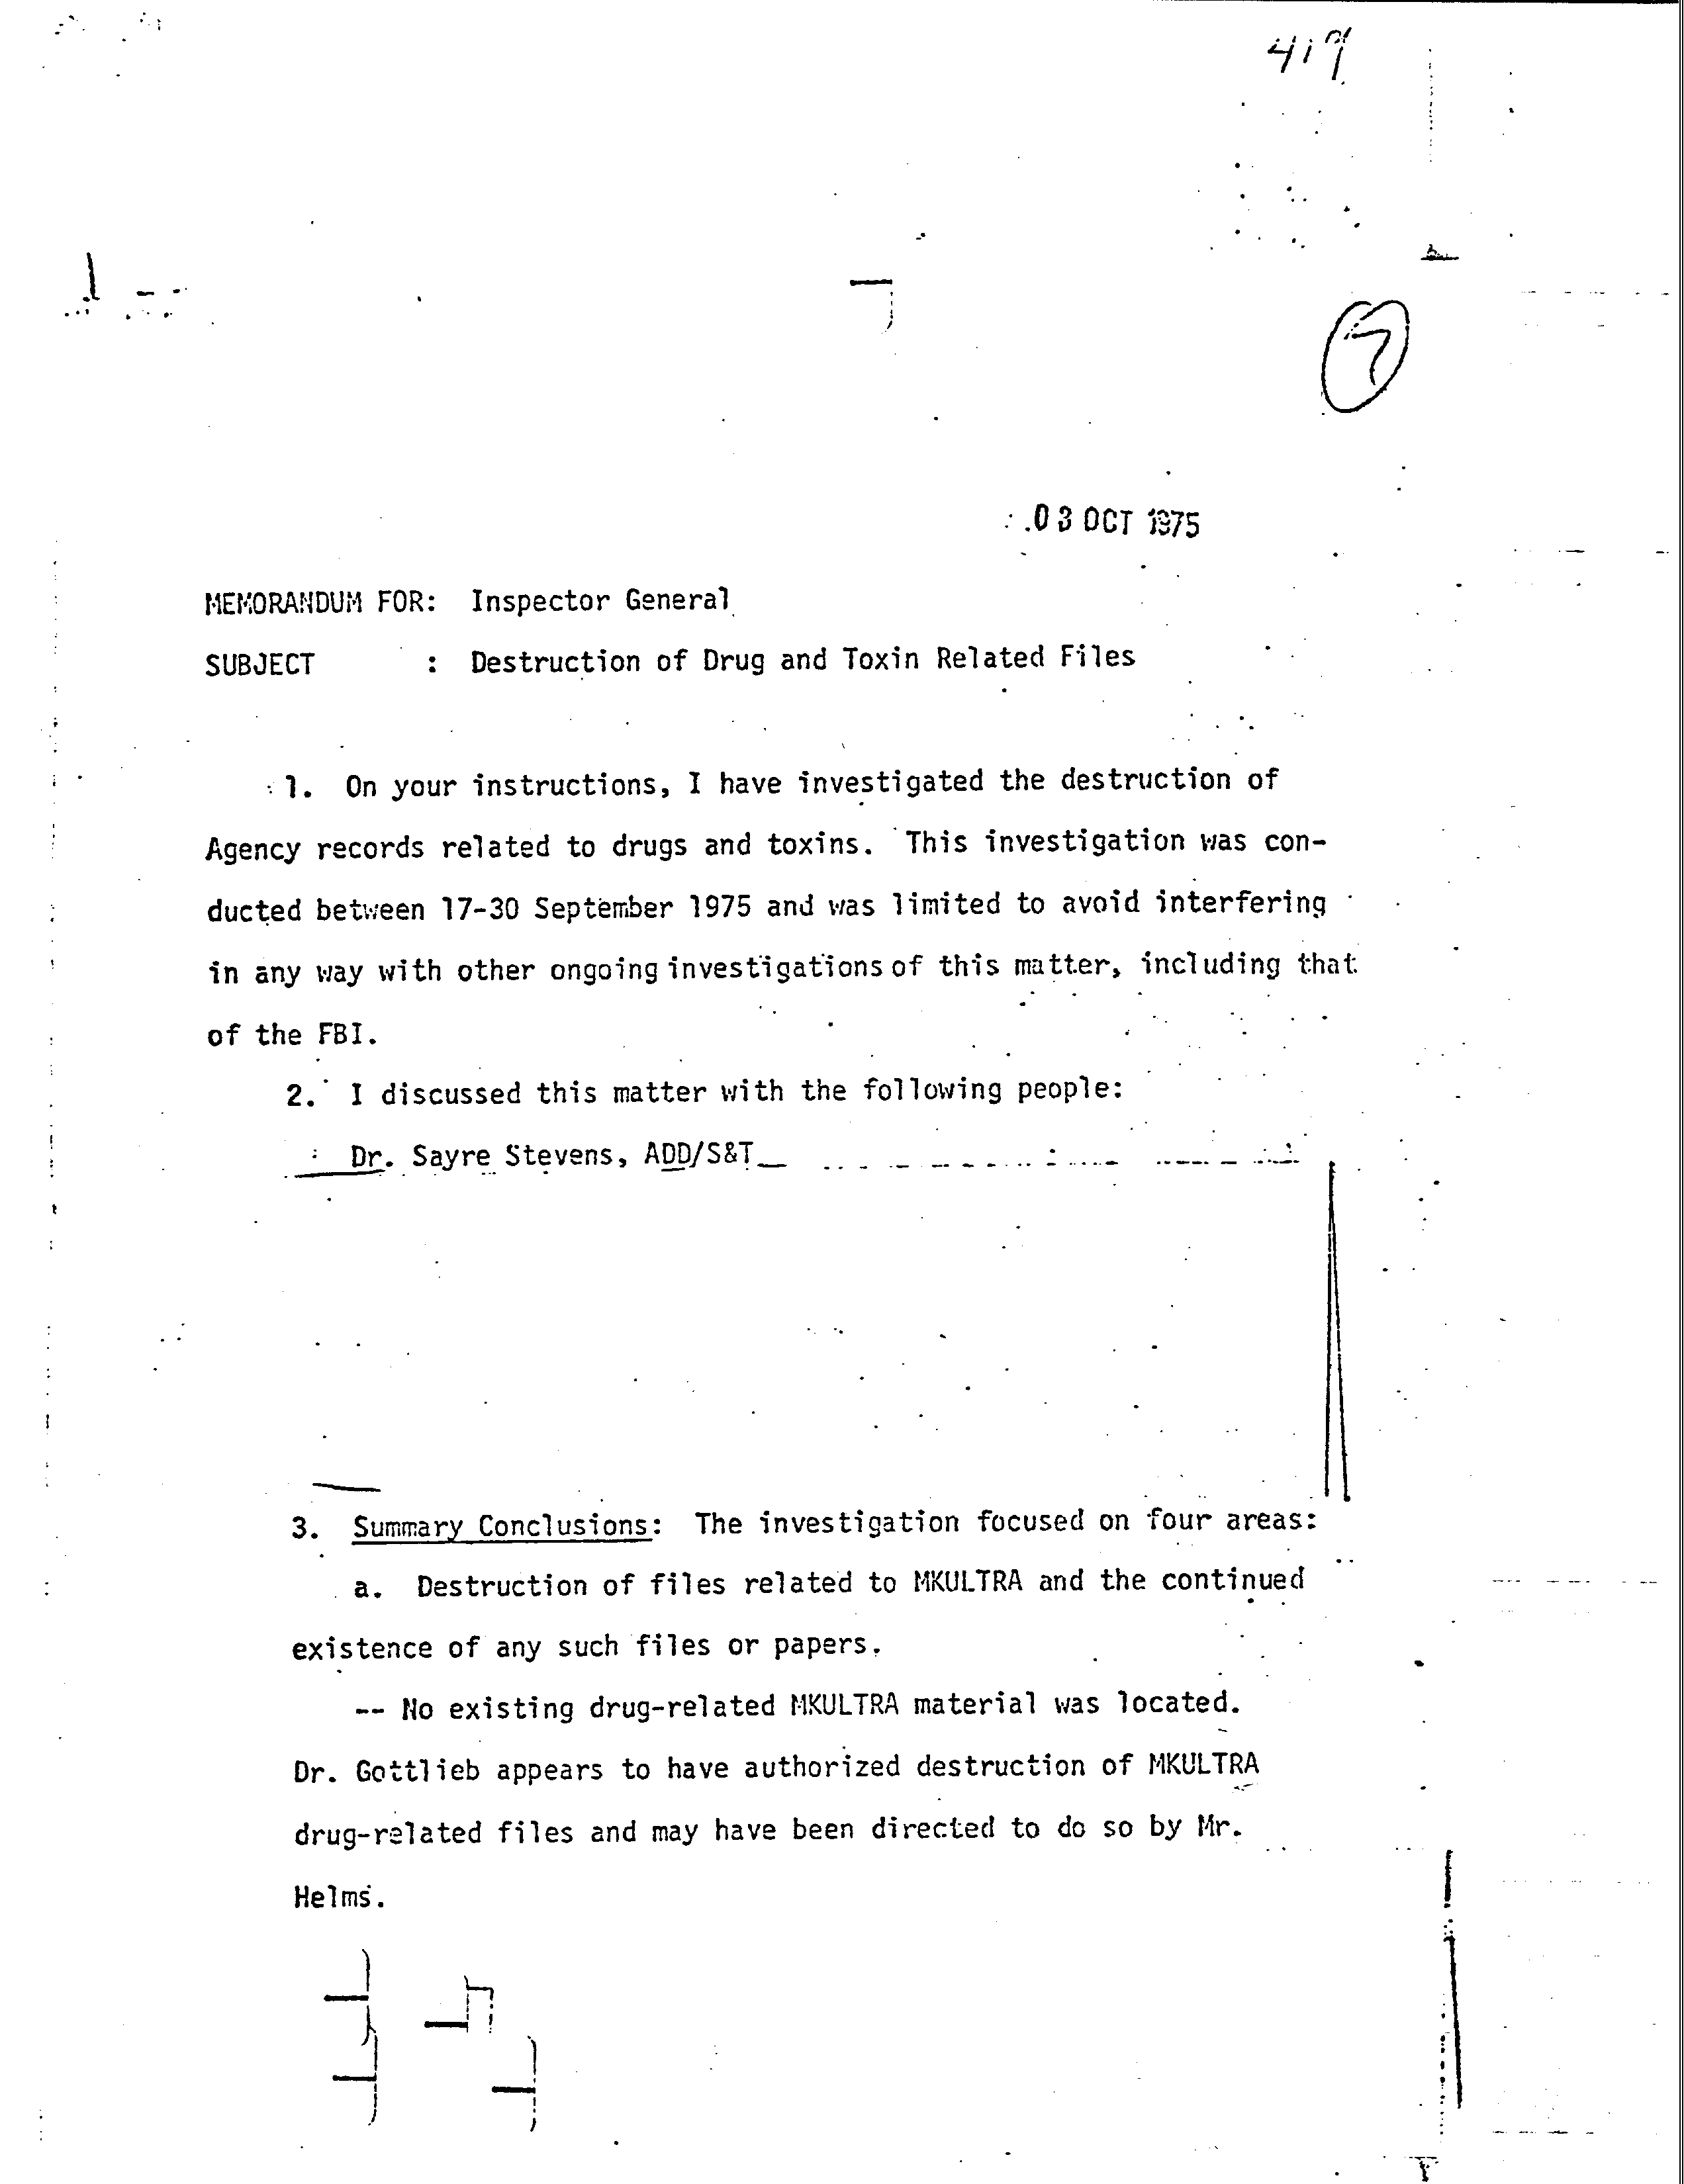 419
7
03 OCT 1975
MEMORANDUM FOR: Inspector General
SUBJECT : Destruction of Drug and Toxin Related Files
1. On your instructions, I have investigated the destruction of
Agency records related to drugs and toxins. This investigation was con-
ducted between 17-30 September 1975 and was limited to avoid interfering
in any way with other ongoing investigations of this matter, including that
of the FBI.
2. I discussed this matter with the following people:
Dr. Sayre Stevens, ADD/S&T
3. Summary Conclusions: The investigation focused on four areas:
a. Destruction of files related to MKULTRA and the continued
existence of any such files or papers.
-- No existing drug-related MKULTRA material was located.
Dr. Gottlieb appears to have authorized destruction of MKULTRA
drug-related files and may have been directed to do so by Mr.
Helms.